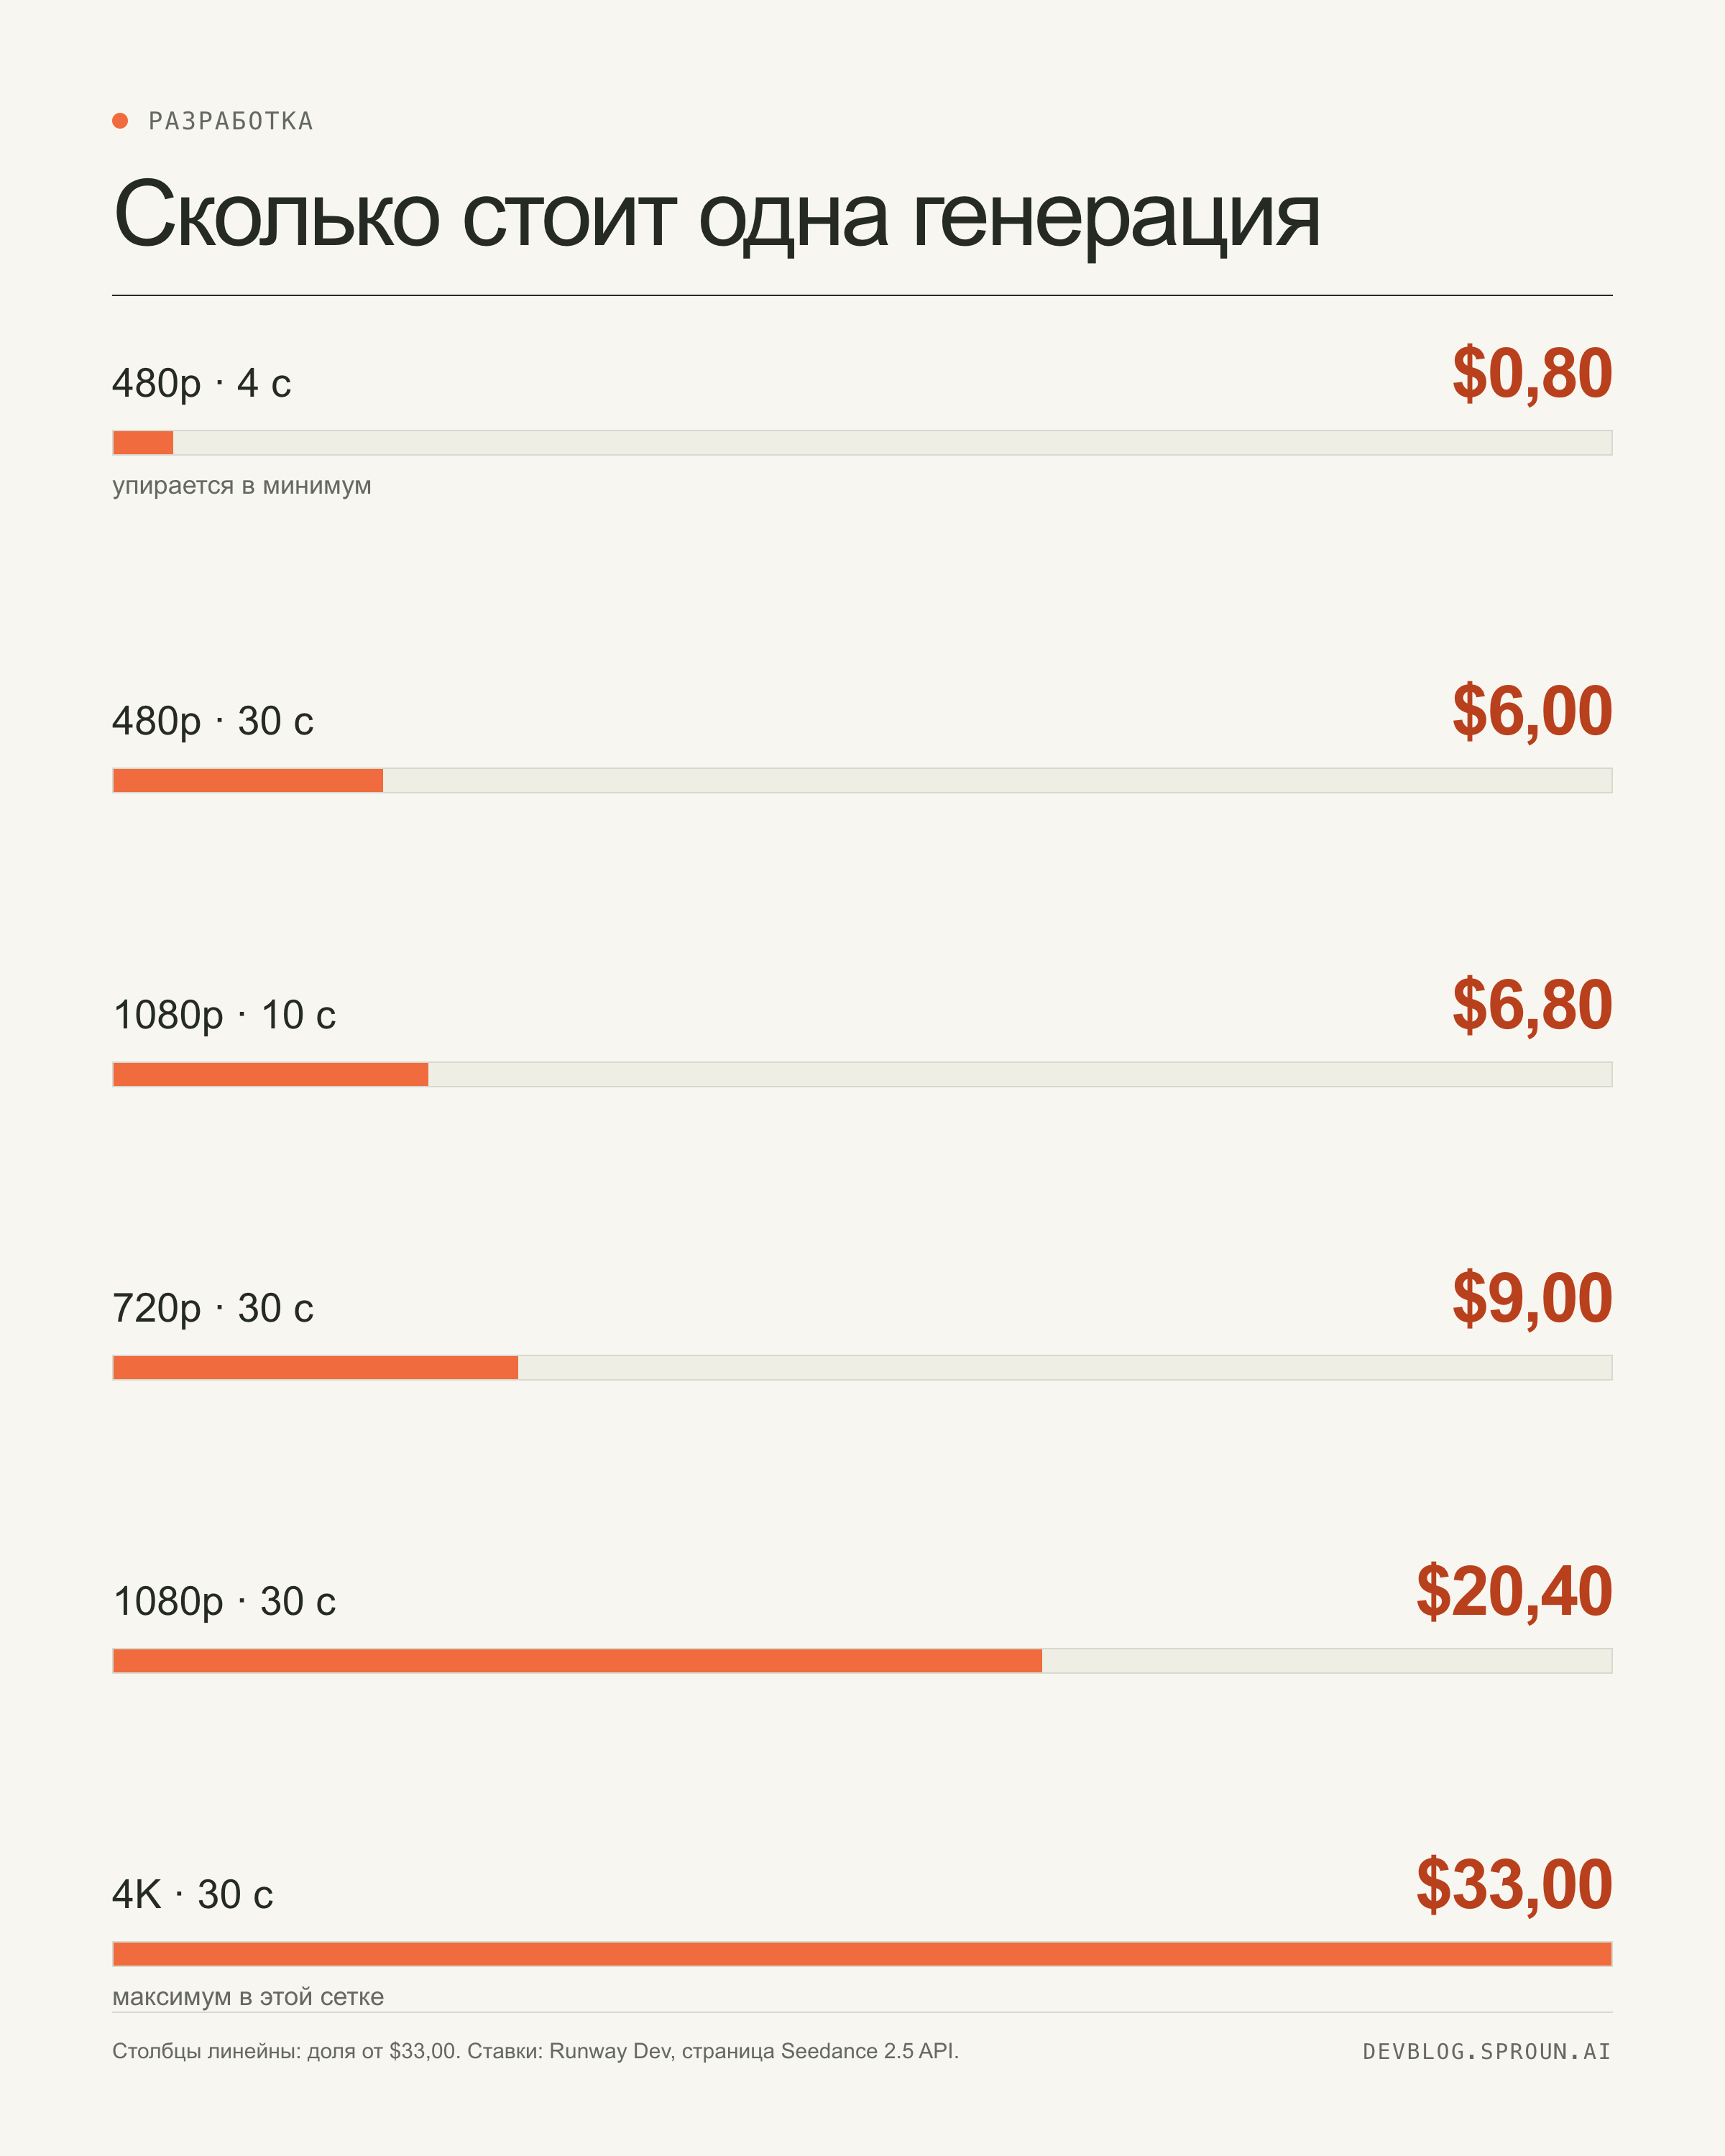 РАЗРАБОТКА
Сколько стоит одна генерация
480p · 4 с
$0,80
упирается в минимум
480p · 30 с
$6,00
1080p · 10 с
$6,80
720p · 30 с
$9,00
1080p · 30 с
$20,40
4K · 30 с
$33,00
максимум в этой сетке
Столбцы линейны: доля от $33,00. Ставки: Runway Dev, страница Seedance 2.5 API.
DEVBLOG.SPROUN.AI